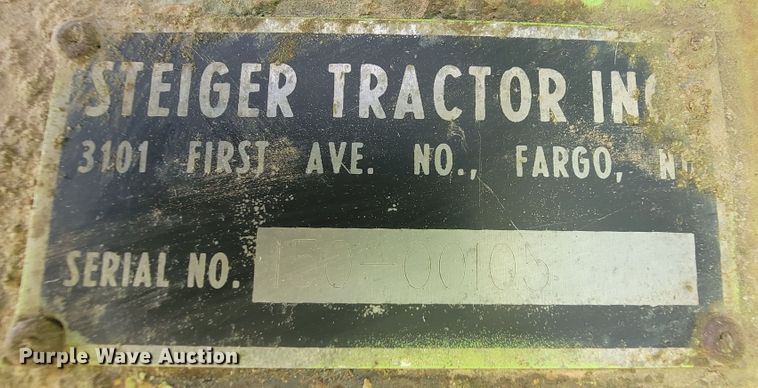 STEIGER TRACTOR INC
3101 FIRST AVE. NO., FARGO,
SERIAL NO.
Purple Wave Auction